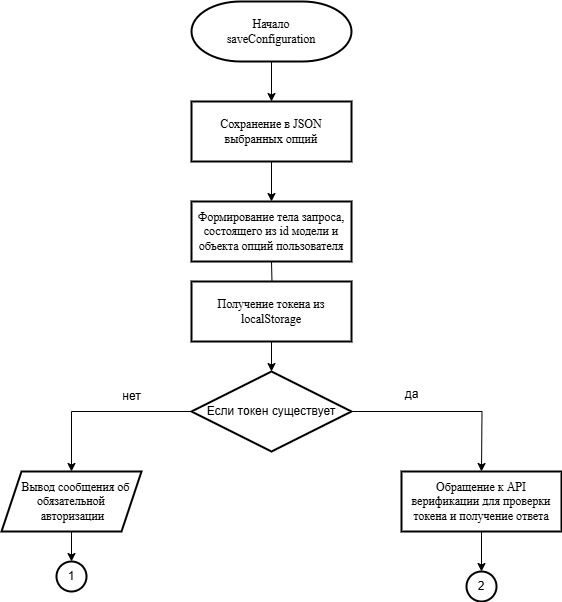 Начало
saveConfiguration
Сохранение в JSON
выбранных опций
Формирование тела запроса,
состоящего из id модели и
объекта опций пользователя
Получение токена из
localStorage
Если токен существует
нет
да
Вывод сообщения об
обязательной
авторизации
Обращение к API
верификации для проверки
токена и получение ответа
1
2